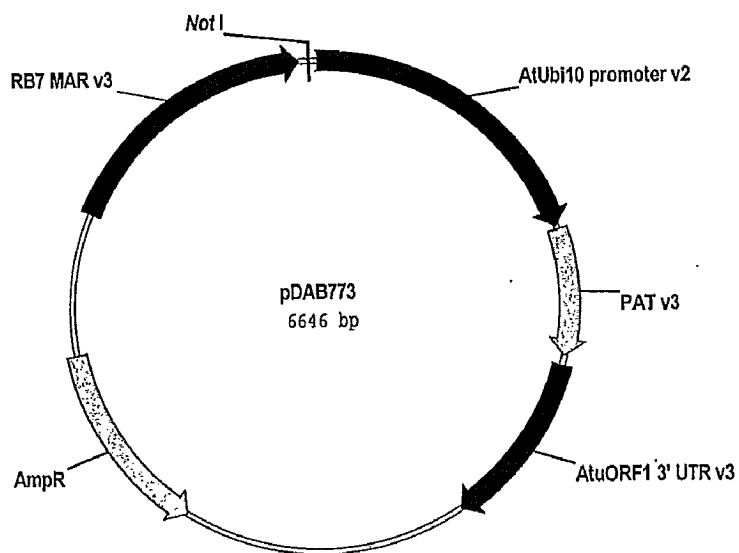 Not I
RB7 MAR v3
AtUbi10 promoter v2
pDAB773
6646 bp
PAT v3
AmpR
AtuORF1 3' UTR v3